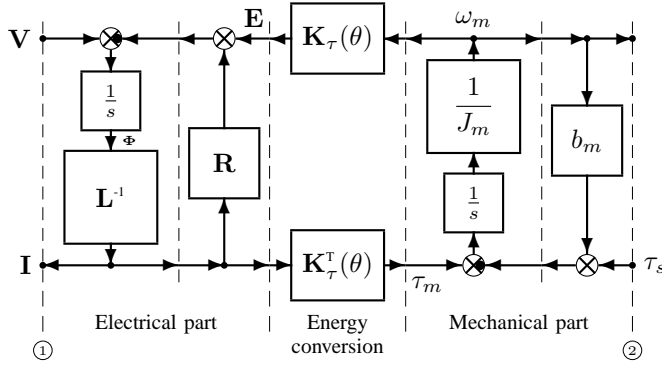 V E K_τ(θ) ω_m
1/s 1/J_m
Φ b_m
L⁻¹ R 1/s
I K_τ^T(θ) τ_m τ_s
Electrical part Energy Mechanical part
conversion
① ②